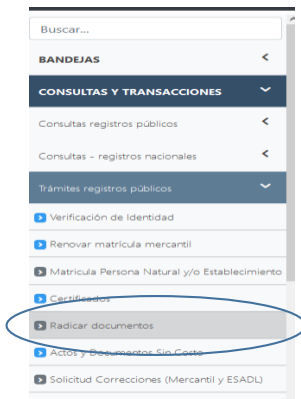 Buscar...
BANDEJAS
CONSULTAS Y TRANSACCIONES
Consultas registros públicos
Consultas - registros nacionales
Trámites registros públicos
Verificación de Identidad
Renovar matrícula mercantil
Matricula Persona Natural y/o Establecimiento
Certificados
Radicar documentos
Actos y Documentos Sin Costo
Solicitud Correcciones (Mercantil y ESADL)